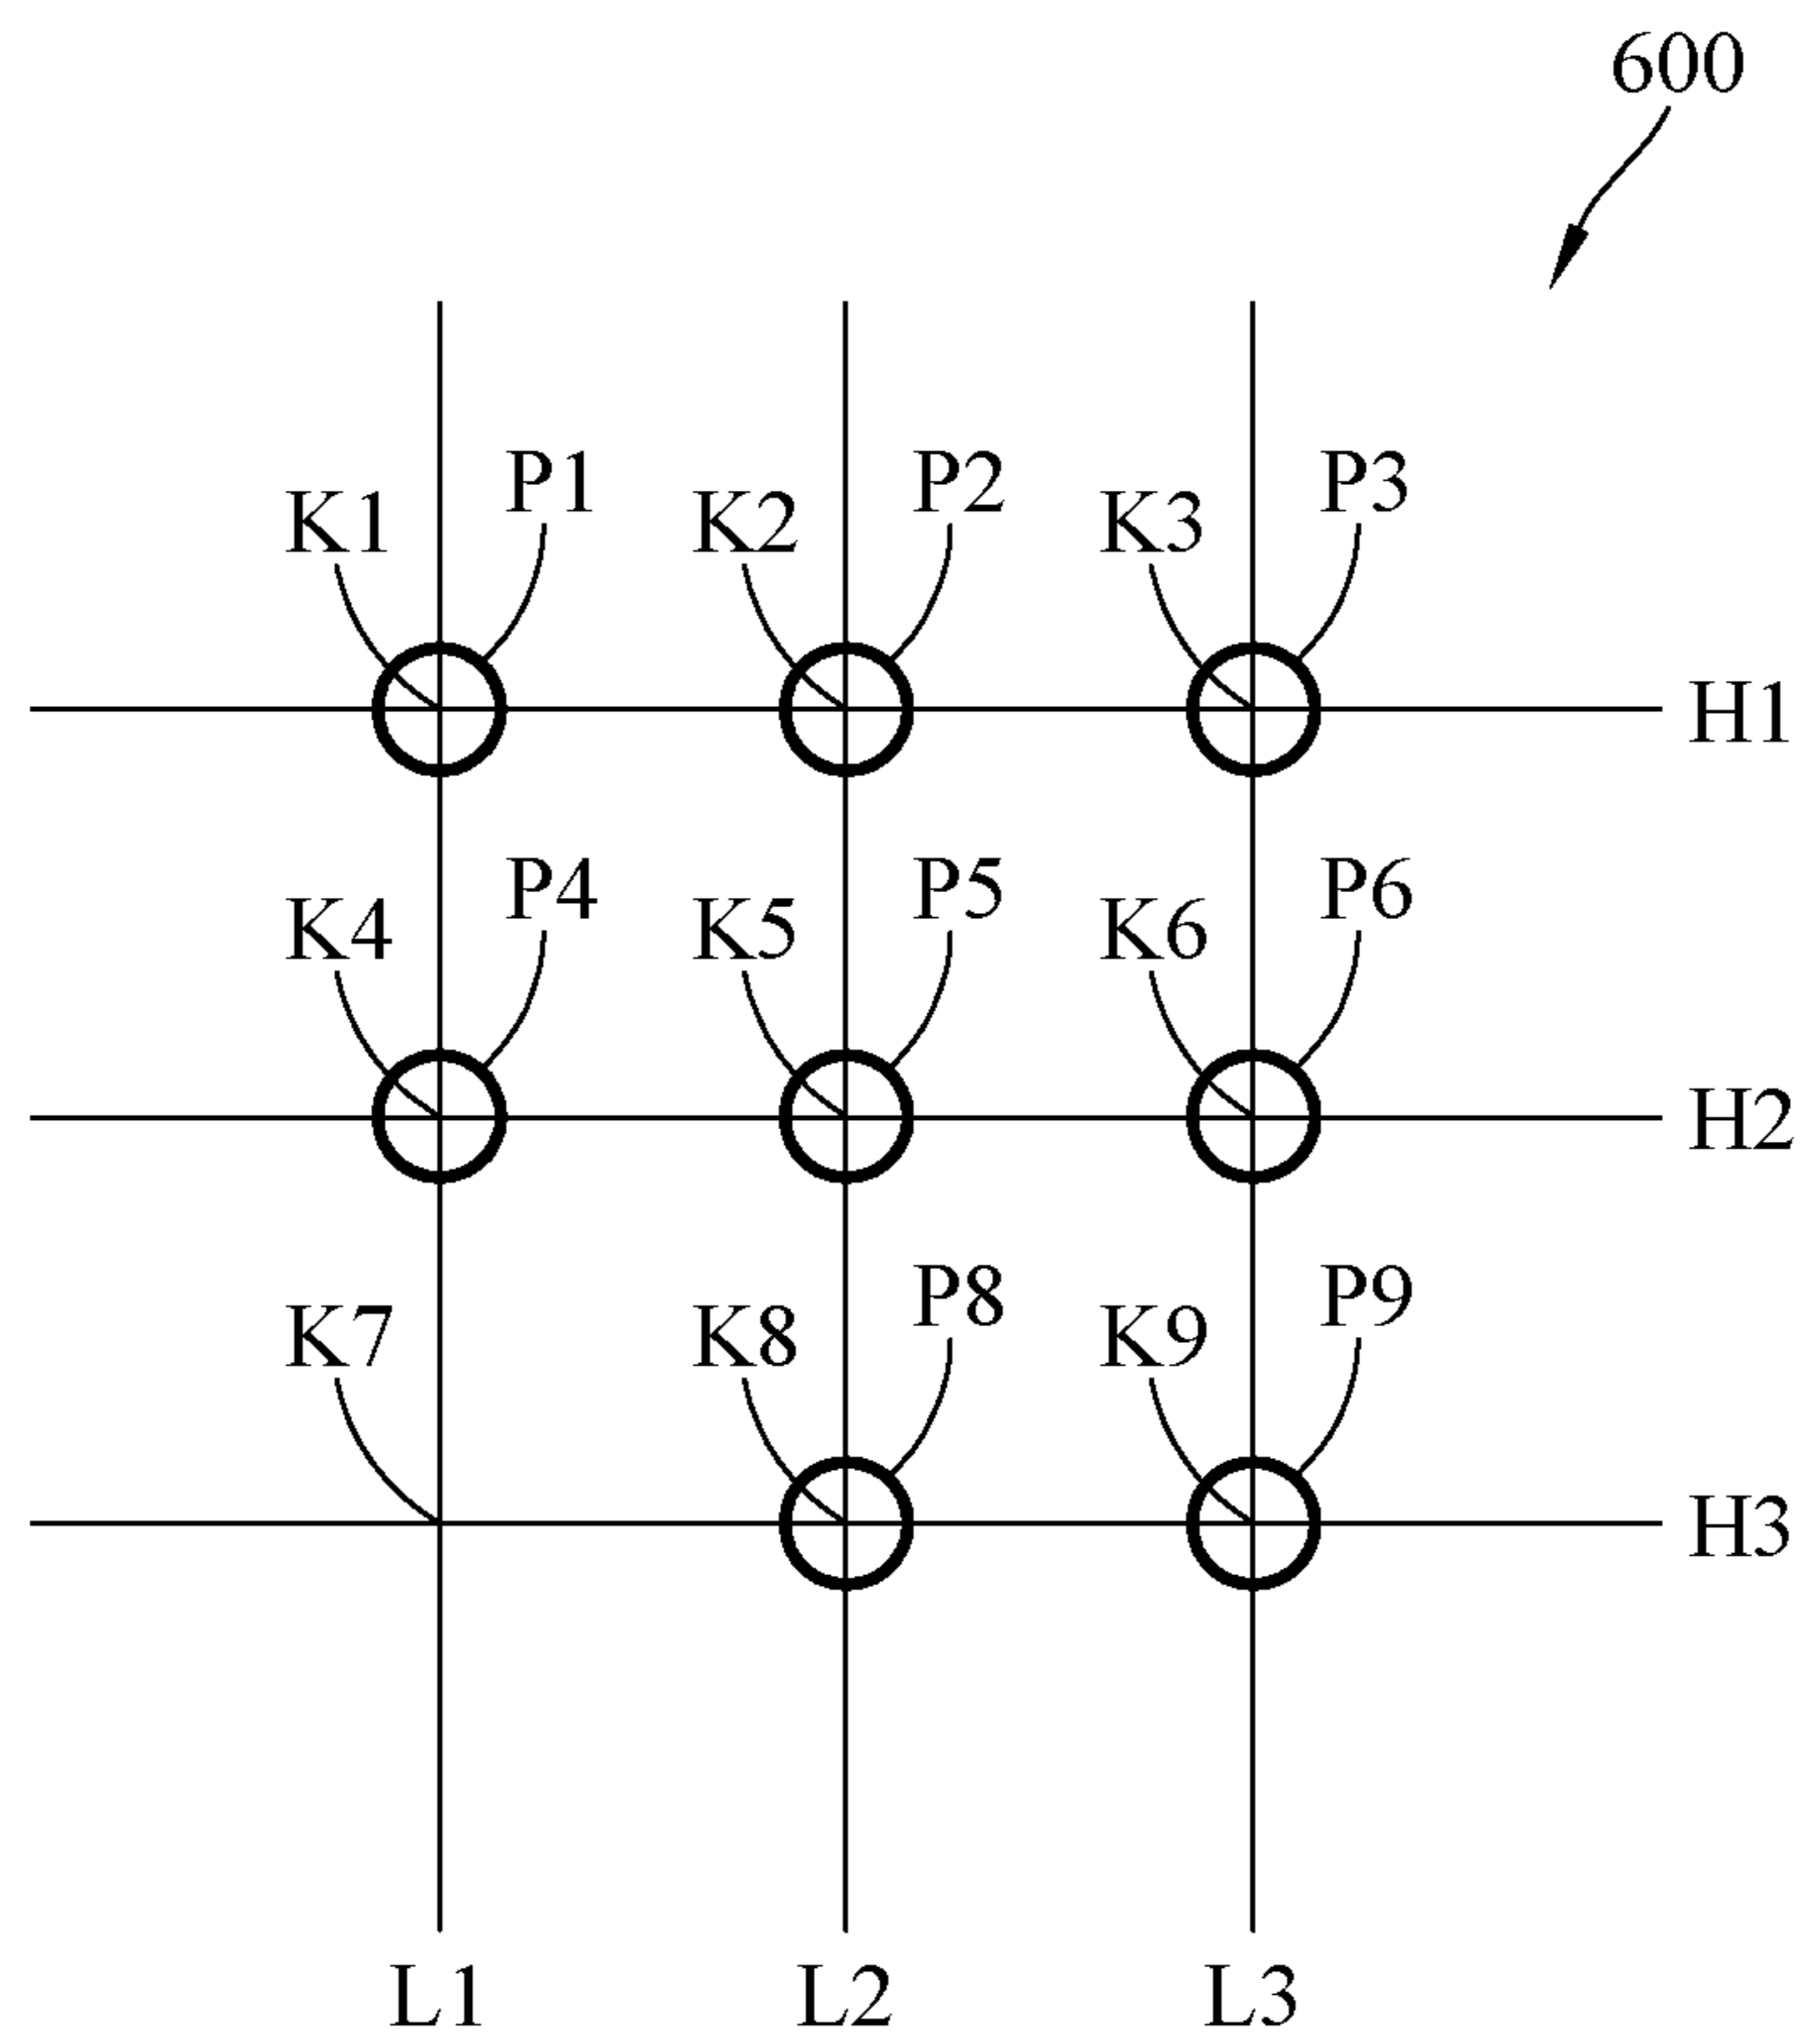 600
P1 P2 P3
K1 K2 K3
H1
P4 P5 P6
K4 K5 K6
H2
P8 P9
K7 K8 K9
H3
L1 L2 L3